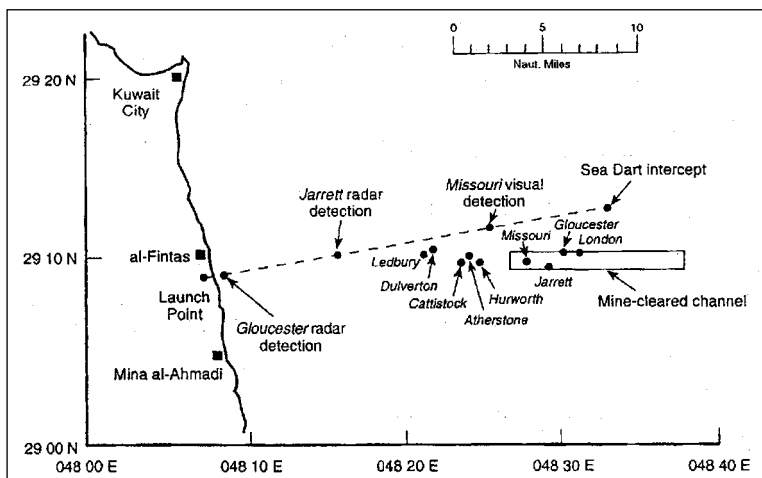 0 5 10
Naut. Miles
29 20 N
Kuwait
City
Jarrett radar
detection
Missouri visual
detection
Sea Dart intercept
Missouri
Gloucester
London
29 10 N
al-Fintas
Ledbury
Dulverton
Cattistock
Atherstone
Hurworth
Jarrett
Launch
Point
Mine-cleared channel
Gloucester radar
detection
Mina al-Ahmadi
29 00 N
048 00 E 048 10 E 048 20 E 048 30 E 048 40 E